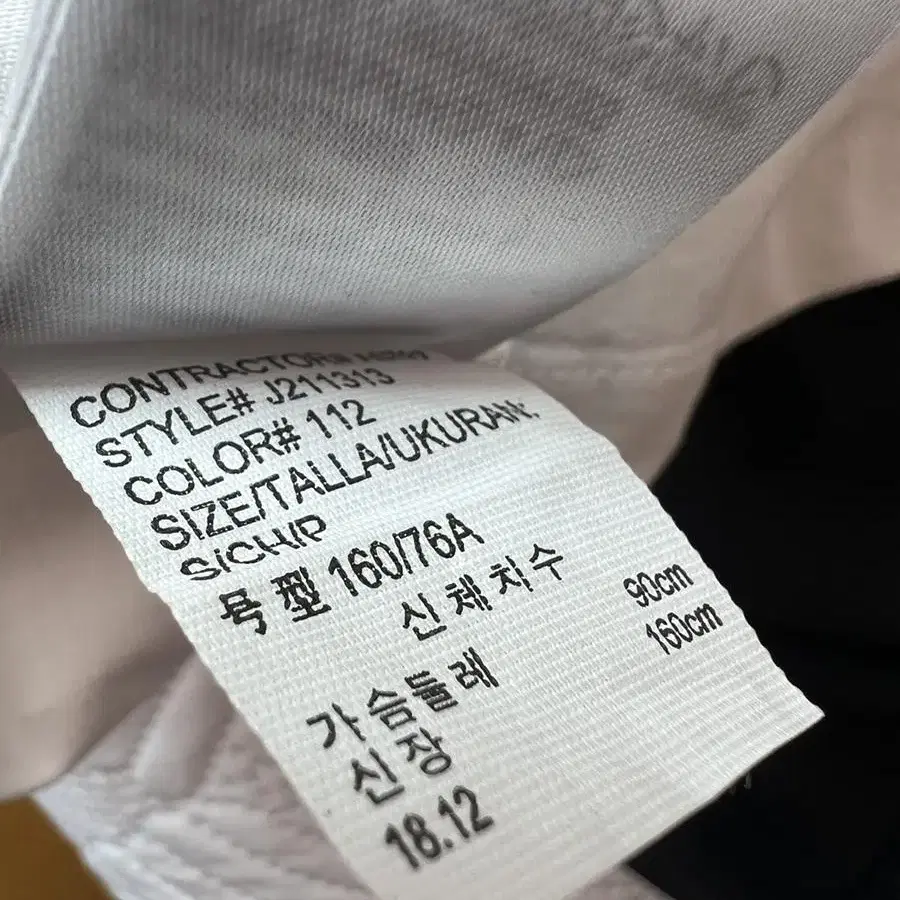 CONTRACTOR#
STYLE# J211313
COLOR# 112
SIZE/TALLA/UKURAN:
S/CH/P
号型 160/76A
신체치수
가슴둘레 90cm
신장 160cm
18.12